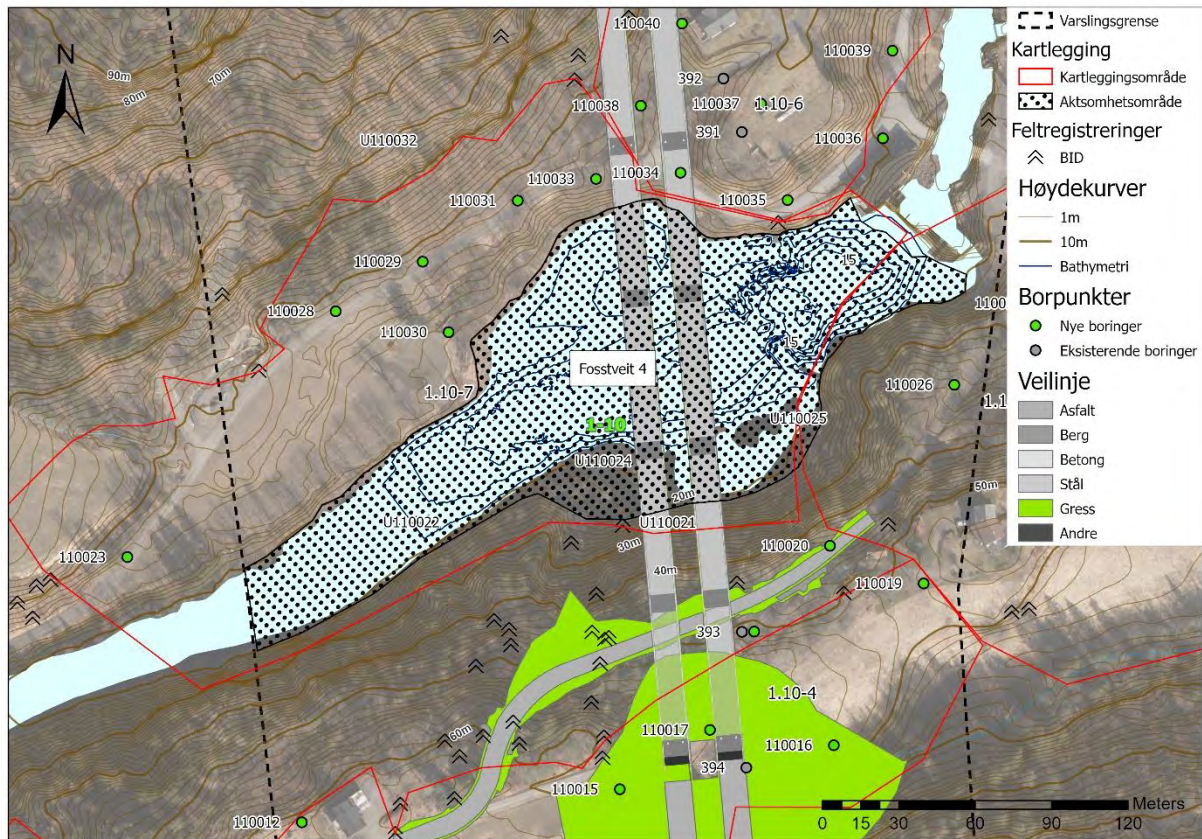 N
90m
80m
70m
U110032
110040
392
110038
110037
1.10-6
391
110039
110036
110033
110034
110031
110035
110029
110028
110030
15
15
Fosstveit 4
1.10-7
1-10
110026
U110025
U110024
20m
50m
U110022
U110021
30m
40m
110023
110020
110019
393
1.10-4
60m
110017
110016
394
110015
110012
Varslingsgrense
Kartlegging
Kartleggingsområde
Aktsomhetsområde
Feltregistreringer
BID
Høydekurver
1m
10m
Bathymetri
Borpunkter
Nye boringer
Eksisterende boringer
Veilinje
Asfalt
Berg
Betong
Stål
Gress
Andre
Meters
0 15 30 60 90 120